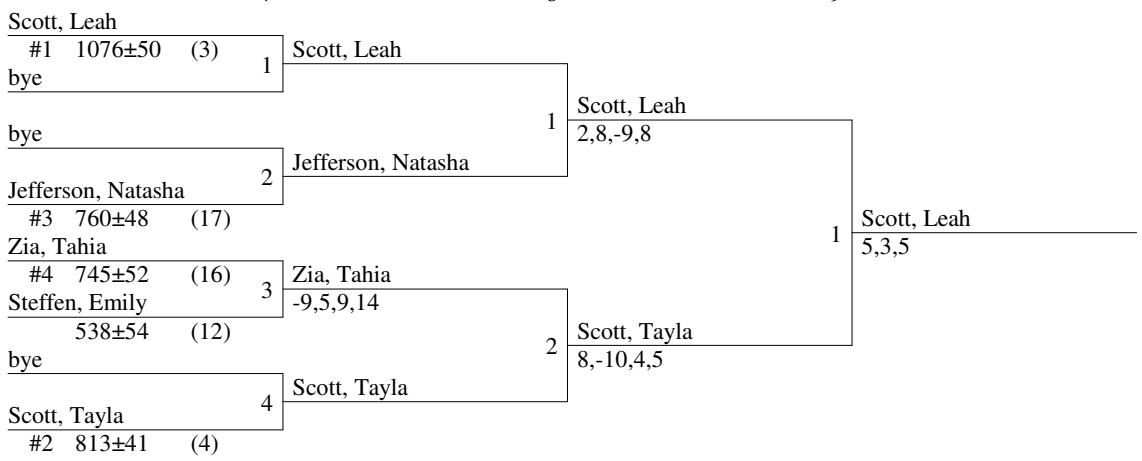 Scott, Leah
#1 1076±50 (3)
bye
1
Scott, Leah
bye
2
Jefferson, Natasha
Jefferson, Natasha
#3 760±48 (17)
1
Scott, Leah
2,8,-9,8
Zia, Tahia
#4 745±52 (16)
Steffen, Emily
538±54 (12)
3
Zia, Tahia
-9,5,9,14
bye
4
Scott, Tayla
Scott, Tayla
#2 813±41 (4)
2
Scott, Tayla
8,-10,4,5
1
Scott, Leah
5,3,5